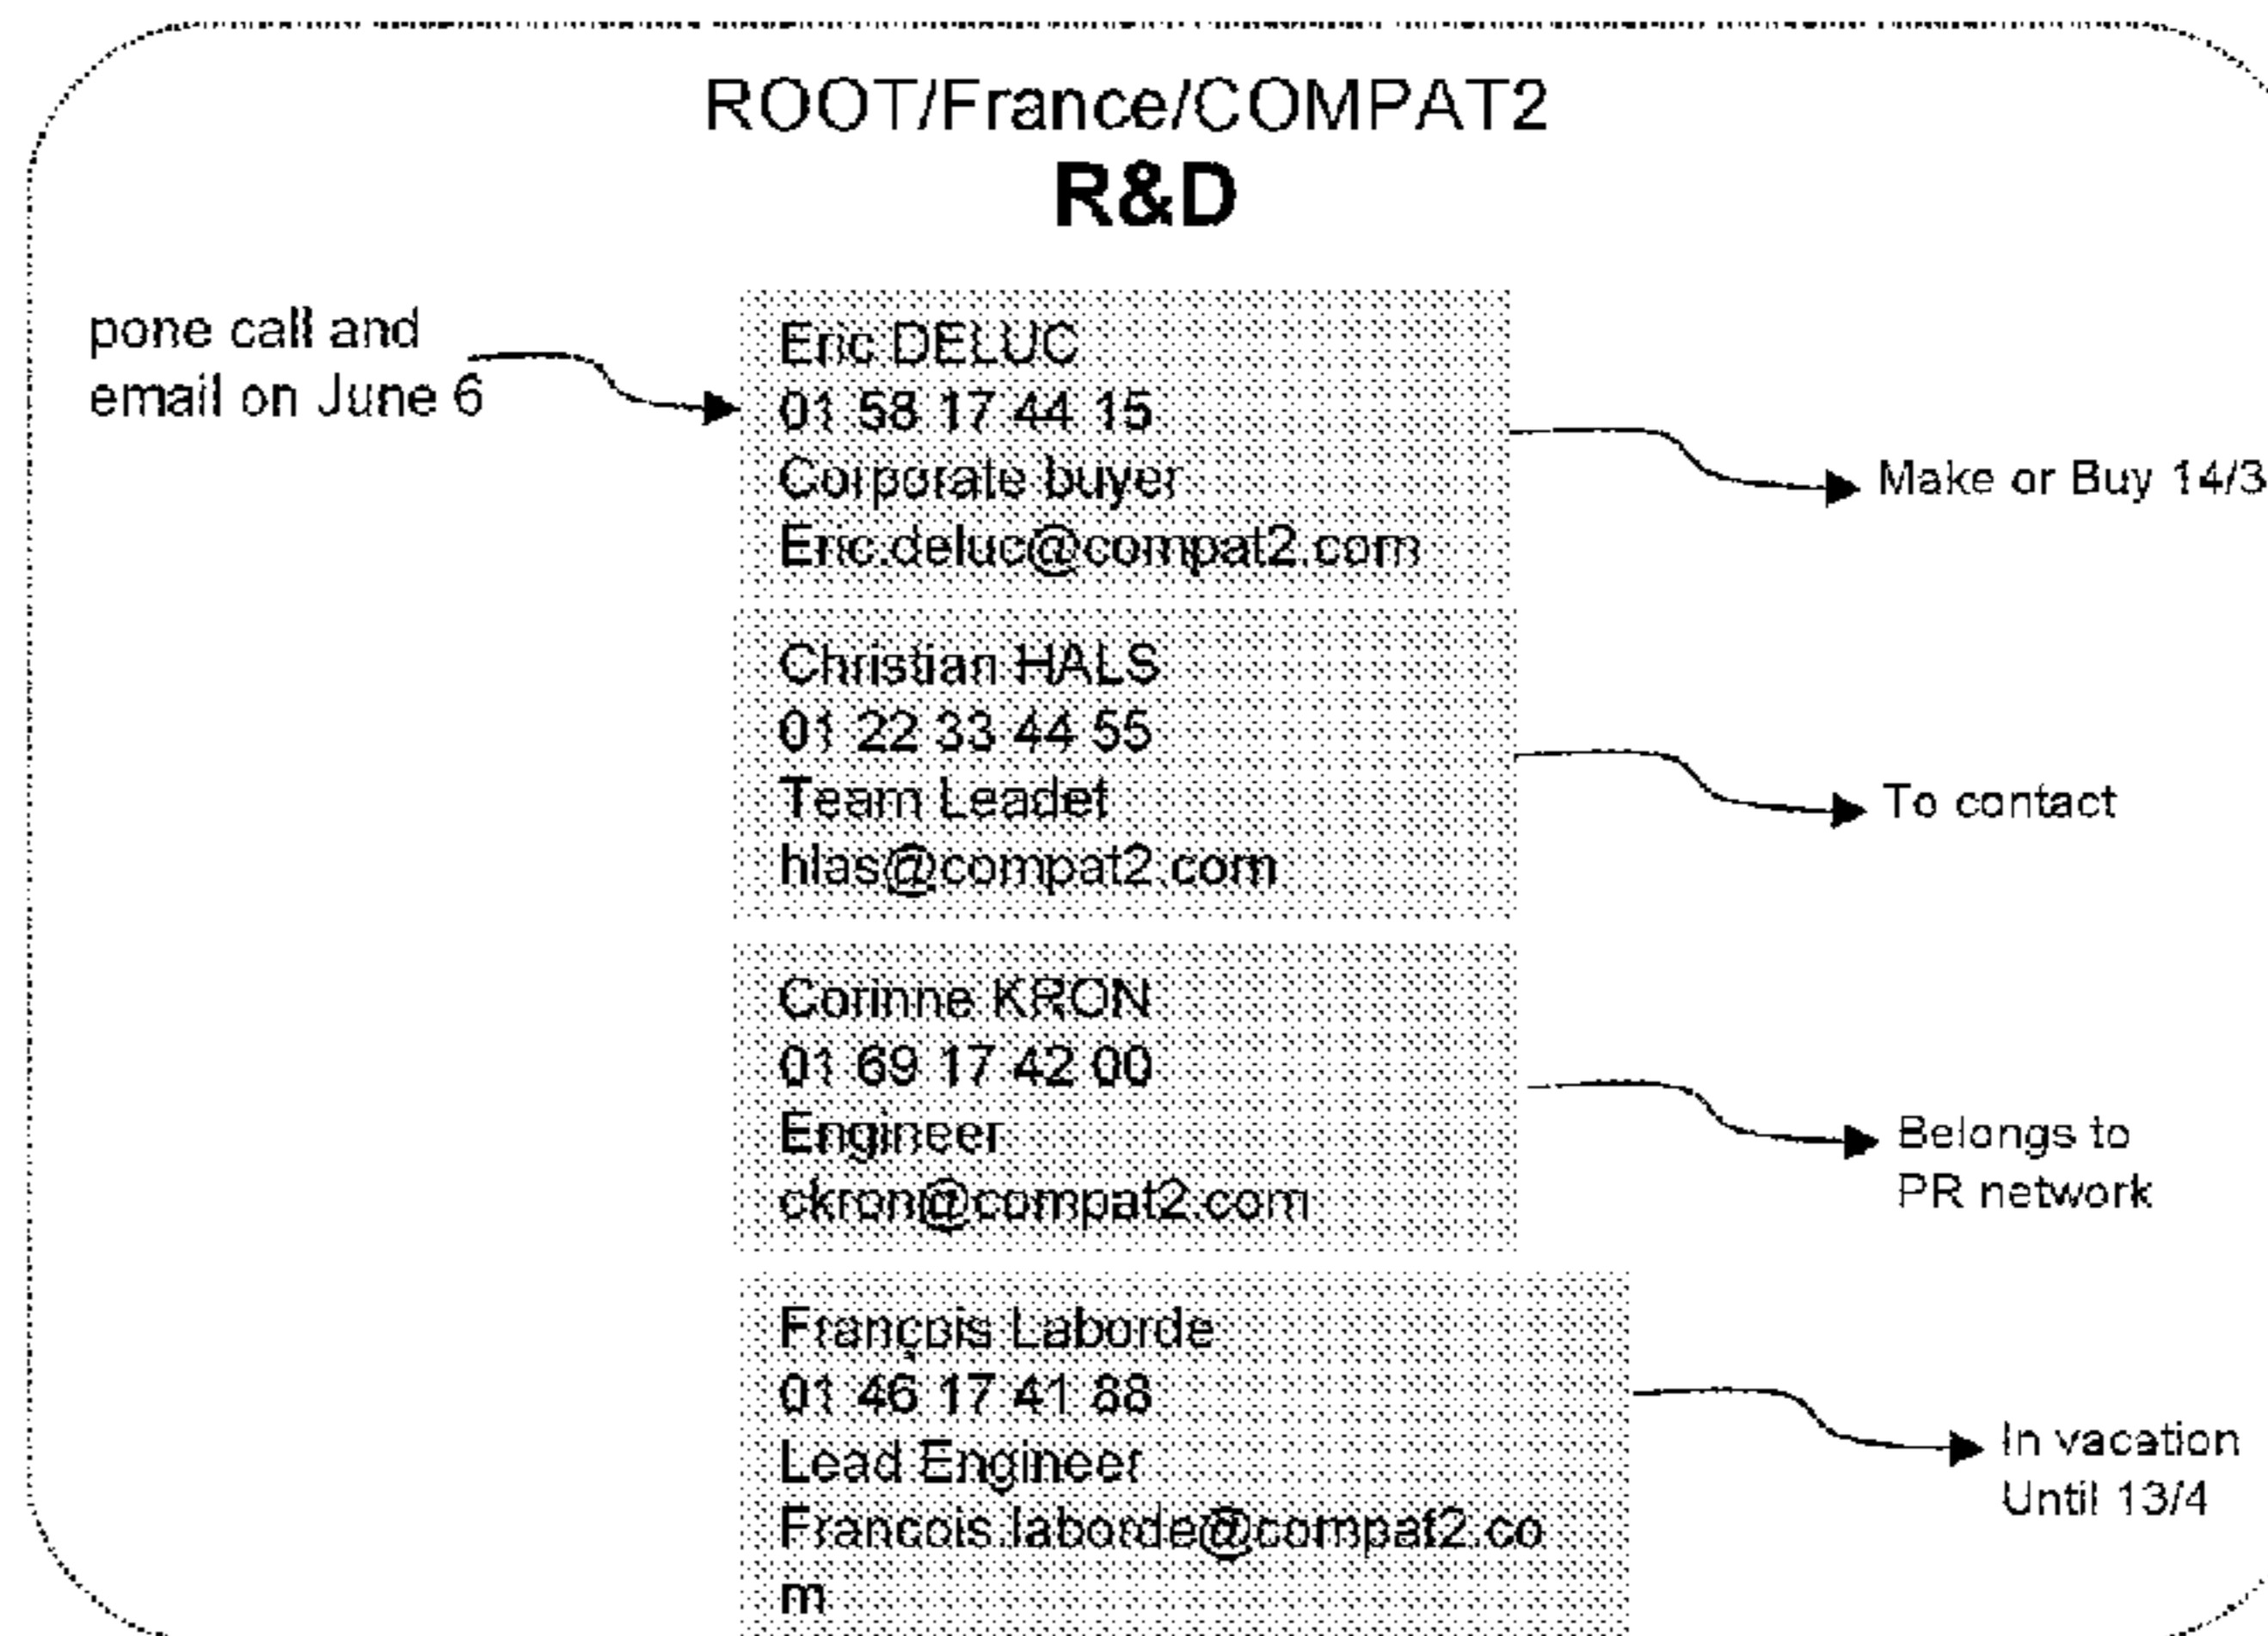 ROOT/France/COMPAT2
R&D
pone call and
email on June 6
Eric DELUC
01 58 17 44 15
Corporate buyer
Eric.deluc@compat2.com
Make or Buy 14/3
Christian HALS
01 22 33 44 55
Team Leadet
hlas@compat2.com
To contact
Corinne KRON
01 69 17 42 00
Engineer
ckron@compat2.com
Belongs to
PR network
François Laborde
01 46 17 41 88
Lead Engineer
Francois.laborde@compat2.co
m
In vacation
Until 13/4